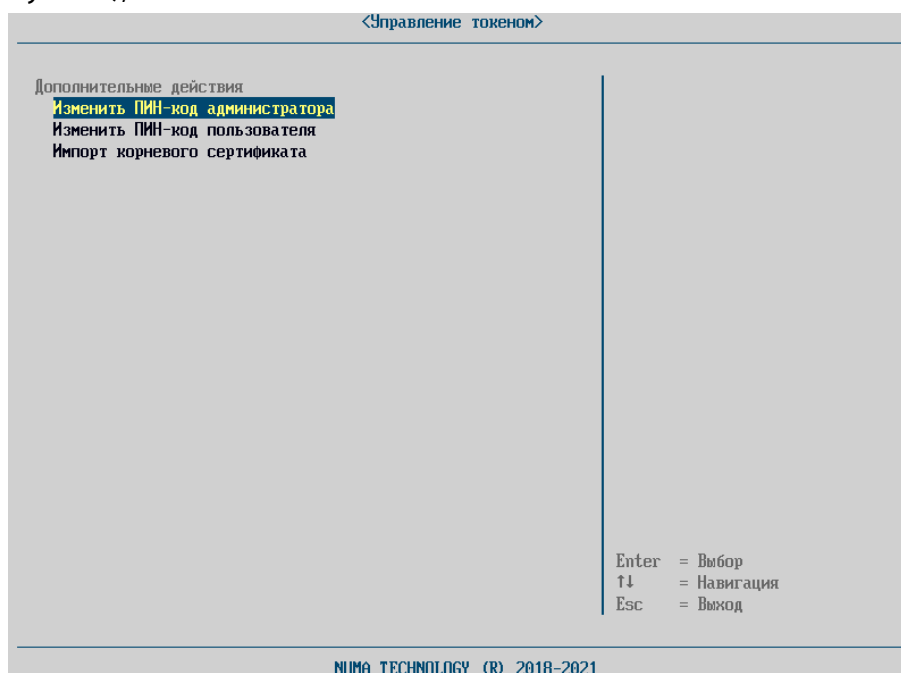 <Управление токеном>
Дополнительные действия
Изменить ПИН-код администратора
Изменить ПИН-код пользователя
Импорт корневого сертификата
Enter = Выбор
↑↓ = Навигация
Esc = Выход
NUMA TECHNOLOGY (R) 2018-2021